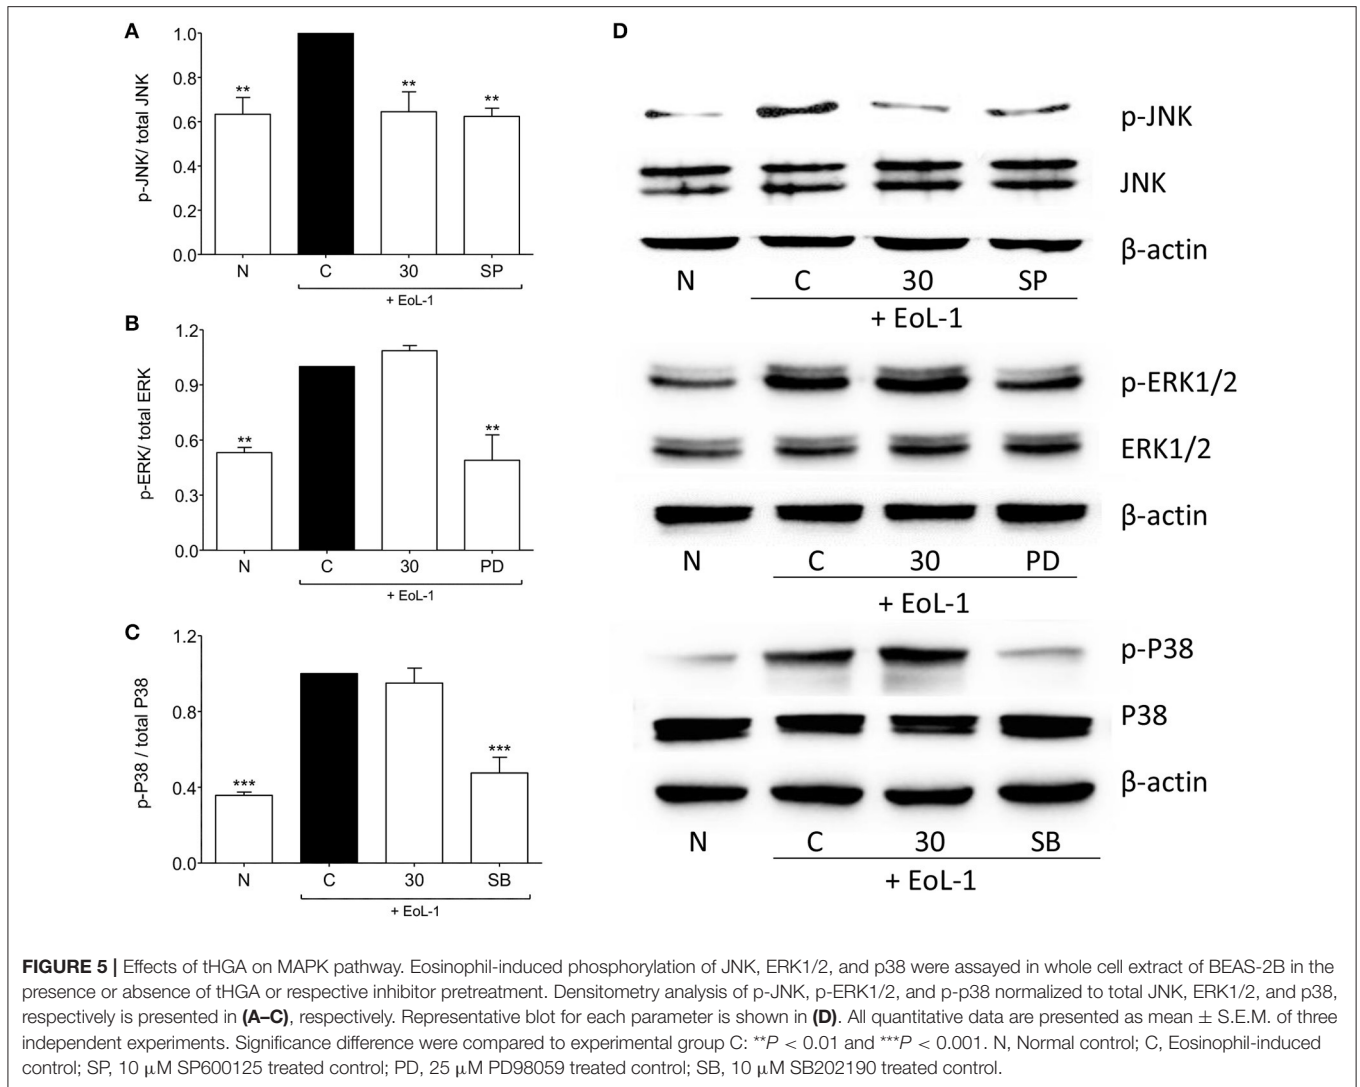 A
p-JNK/ total JNK
1.0
0.8
0.6
0.4
0.2
0.0
**
**
**
N C 30 SP
+ EoL-1
B
p-ERK/ total ERK
1.2
0.9
0.6
0.3
0.0
**
**
N C 30 PD
+ EoL-1
C
p-P38 / total P38
1.2
0.8
0.4
0.0
***
***
N C 30 SB
+ EoL-1
D
p-JNK
JNK
β-actin
N C 30 SP
+ EoL-1
p-ERK1/2
ERK1/2
β-actin
N C 30 PD
+ EoL-1
p-P38
P38
β-actin
N C 30 SB
+ EoL-1
FIGURE 5 | Effects of tHGA on MAPK pathway. Eosinophil-induced phosphorylation of JNK, ERK1/2, and p38 were assayed in whole cell extract of BEAS-2B in the
presence or absence of tHGA or respective inhibitor pretreatment. Densitometry analysis of p-JNK, p-ERK1/2, and p-p38 normalized to total JNK, ERK1/2, and p38,
respectively is presented in (A–C), respectively. Representative blot for each parameter is shown in (D). All quantitative data are presented as mean ± S.E.M. of three
independent experiments. Significance difference were compared to experimental group C: **P < 0.01 and ***P < 0.001. N, Normal control; C, Eosinophil-induced
control; SP, 10 μM SP600125 treated control; PD, 25 μM PD98059 treated control; SB, 10 μM SB202190 treated control.